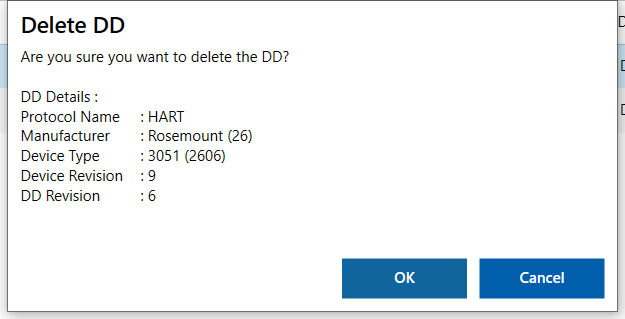 Delete DD
Are you sure you want to delete the DD?
DD Details :
Protocol Name : HART
Manufacturer : Rosemount (26)
Device Type : 3051 (2606)
Device Revision : 9
DD Revision : 6
OK Cancel